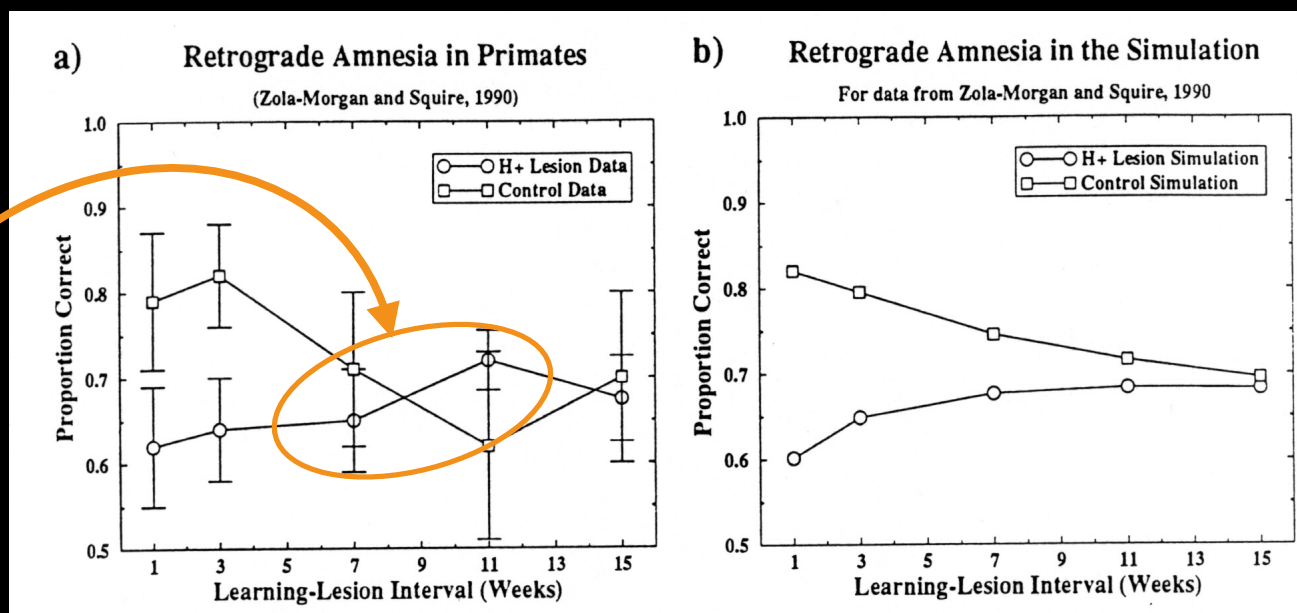 a)
Retrograde Amnesia in Primates
(Zola-Morgan and Squire, 1990)
H+ Lesion Data
Control Data
Proportion Correct
1.0
0.9
0.8
0.7
0.6
0.5
1 3 5 7 9 11 13 15
Learning-Lesion Interval (Weeks)
b)
Retrograde Amnesia in the Simulation
For data from Zola-Morgan and Squire, 1990
H+ Lesion Simulation
Control Simulation
Proportion Correct
1.0
0.9
0.8
0.7
0.6
0.5
1 3 5 7 9 11 13 15
Learning-Lesion Interval (Weeks)